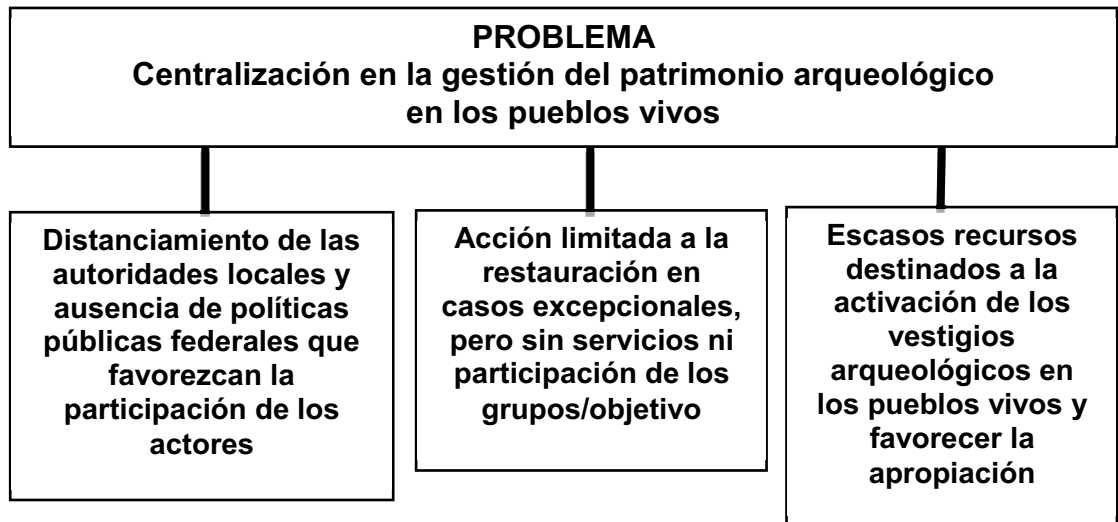 PROBLEMA
Centralización en la gestión del patrimonio arqueológico
en los pueblos vivos
Distanciamiento de las
autoridades locales y
ausencia de políticas
públicas federales que
favorezcan la
participación de los
actores
Acción limitada a la
restauración en
casos excepcionales,
pero sin servicios ni
participación de los
grupos/objetivo
Escasos recursos
destinados a la
activación de los
vestigios
arqueológicos en
los pueblos vivos y
favorecer la
apropiación